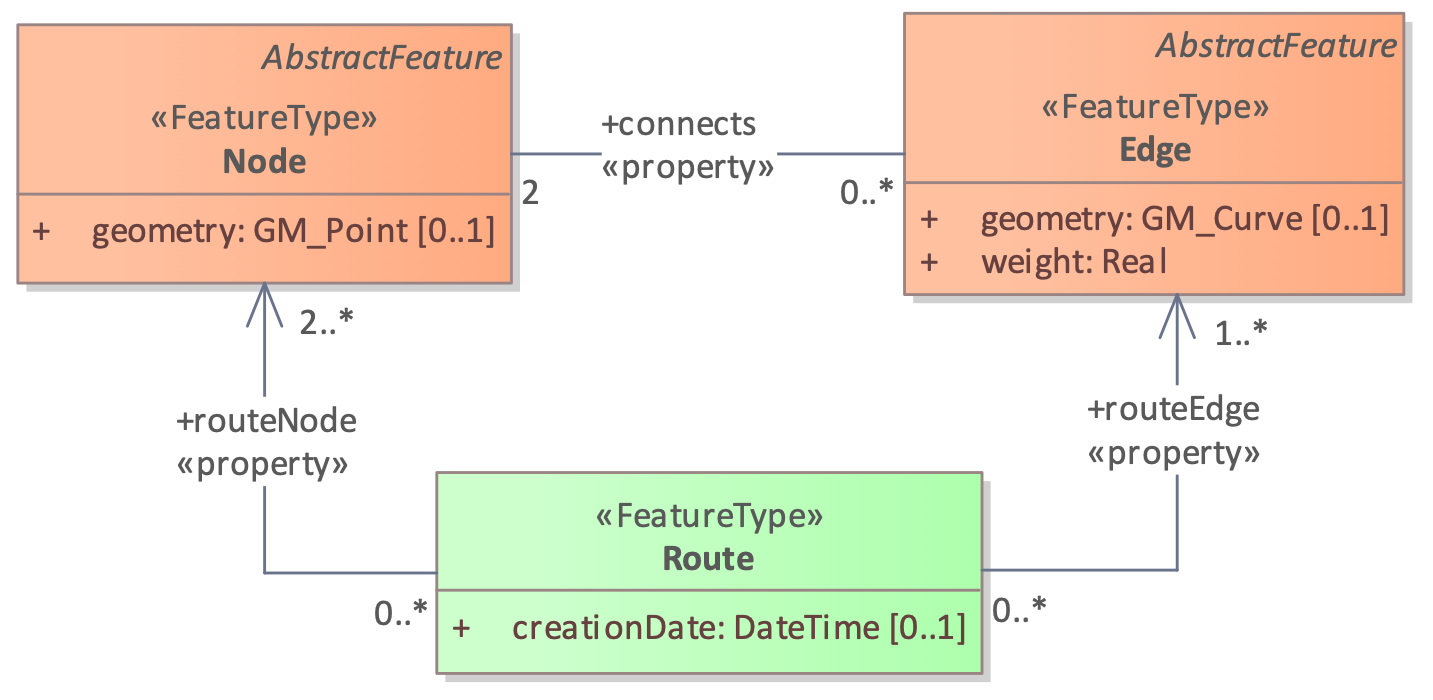 AbstractFeature
«FeatureType»
Node
+ geometry: GM_Point [0..1]
+connects
«property»
2
0..*
AbstractFeature
«FeatureType»
Edge
+ geometry: GM_Curve [0..1]
+ weight: Real
2..*
+routeNode
«property»
1..*
+routeEdge
«property»
«FeatureType»
Route
+ creationDate: DateTime [0..1]
0..*
0..*